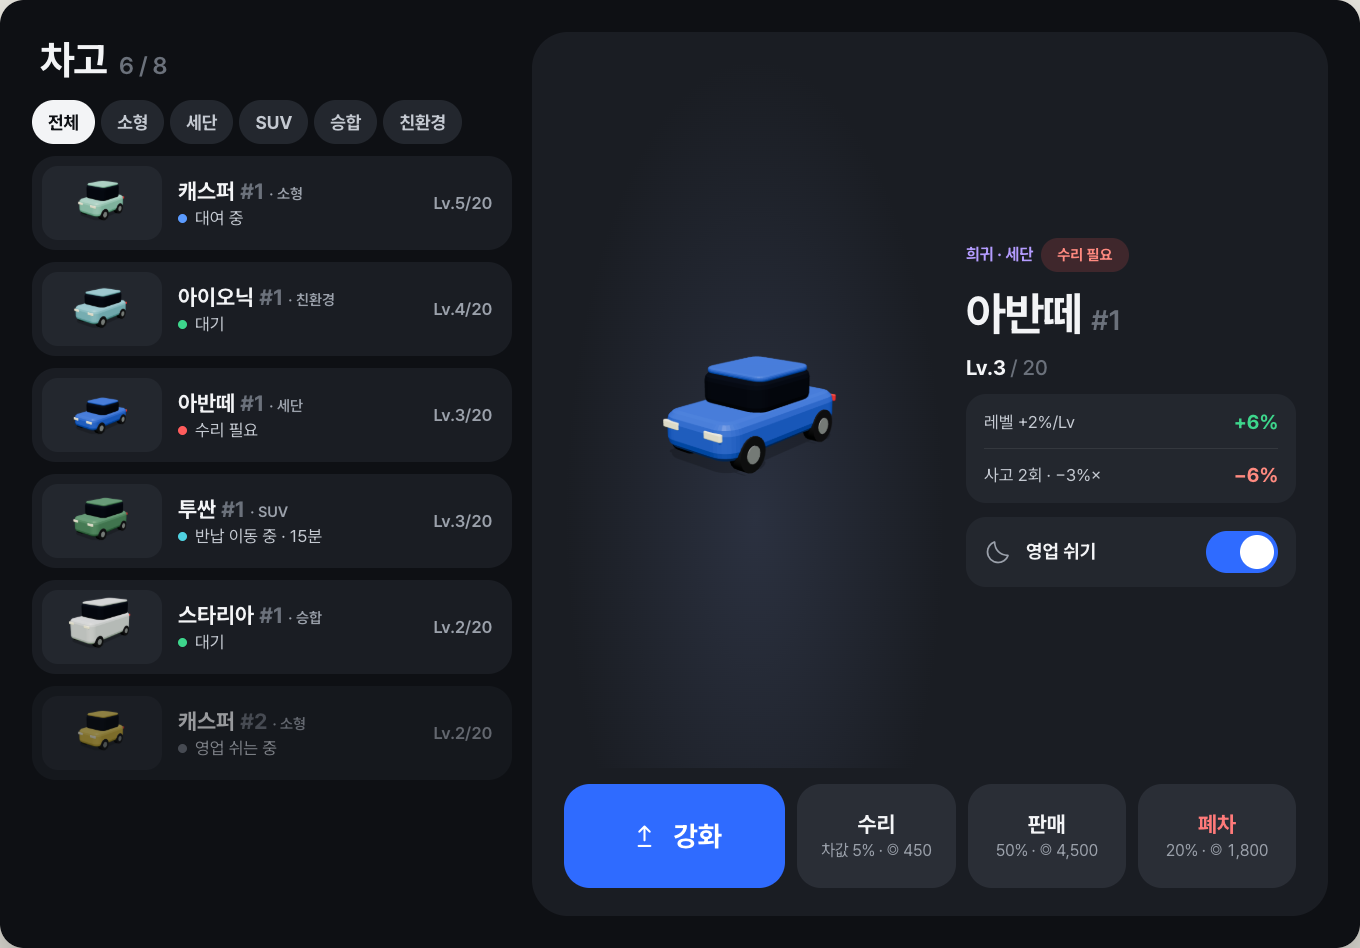 차고 6 / 8
전체 소형 세단 SUV 승합 친환경
캐스퍼 #1 · 소형
대여 중
Lv.5/20
아이오닉 #1 · 친환경
대기
Lv.4/20
아반떼 #1 · 세단
수리 필요
Lv.3/20
투싼 #1 · SUV
반납 이동 중 · 15분
Lv.3/20
스타리아 #1 · 승합
대기
Lv.2/20
캐스퍼 #2 · 소형
영업 쉬는 중
Lv.2/20
희귀 · 세단 수리 필요
아반떼 #1
Lv.3 / 20
레벨 +2%/Lv +6%
사고 2회 · −3%× −6%
영업 쉬기
강화
수리
차값 5% · ◎ 450
판매
50% · ◎ 4,500
폐차
20% · ◎ 1,800